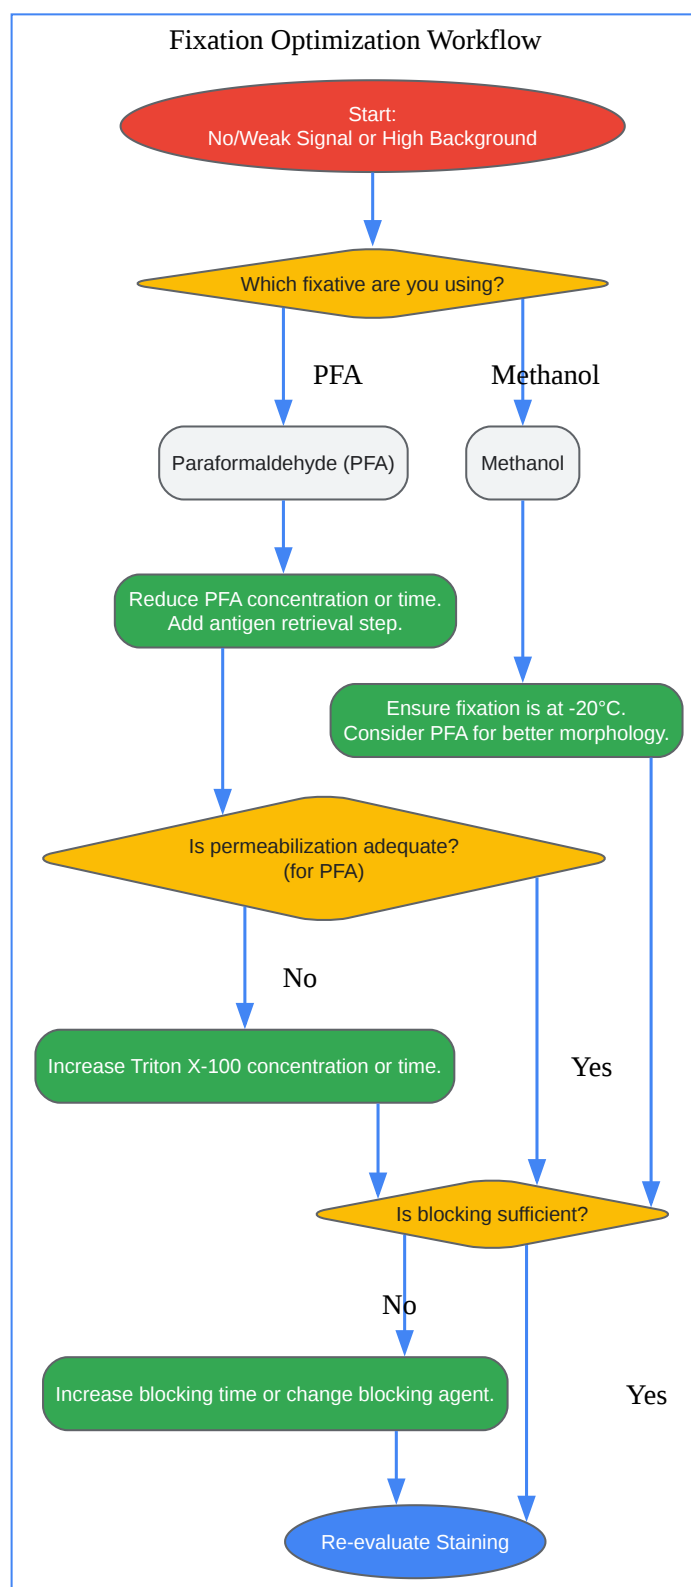 Fixation Optimization Workflow
Start:
No/Weak Signal or High Background
Which fixative are you using?
PFA
Methanol
Paraformaldehyde (PFA)
Methanol
Reduce PFA concentration or time.
Add antigen retrieval step.
Ensure fixation is at -20°C.
Consider PFA for better morphology.
Is permeabilization adequate?
(for PFA)
No
Increase Triton X-100 concentration or time.
Yes
Is blocking sufficient?
No
Increase blocking time or change blocking agent.
Yes
Re-evaluate Staining